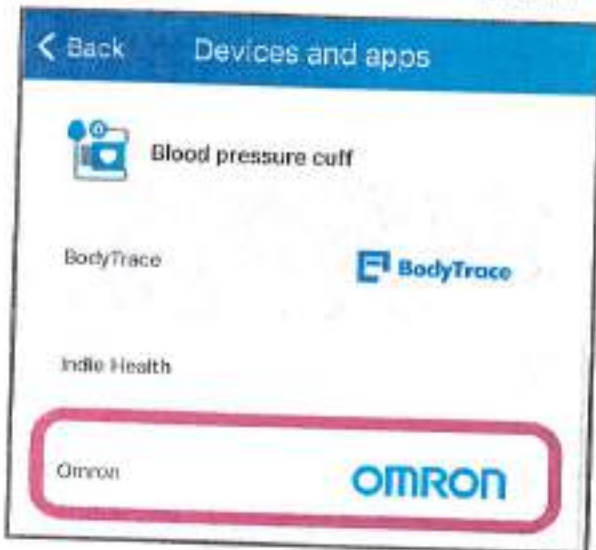 Back Devices and apps
Blood pressure cuff
BodyTrace BodyTrace
Indie Health
Omron OMRON